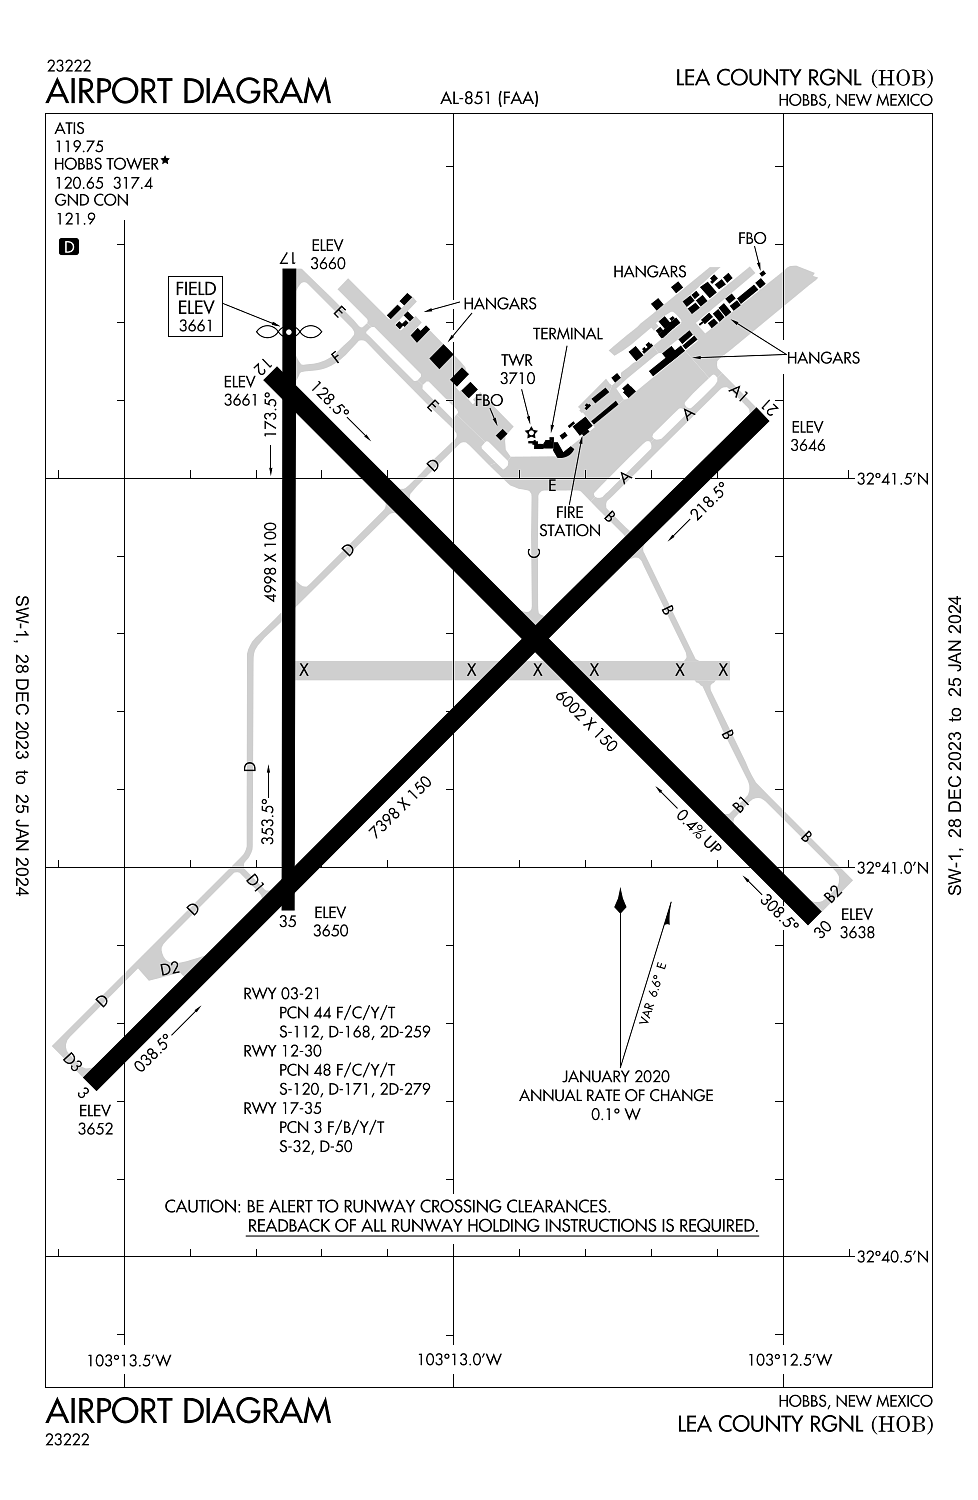 23222
AIRPORT DIAGRAM
AL-851 (FAA)
LEA COUNTY RGNL (HOB)
HOBBS, NEW MEXICO
ATIS
119.75
HOBBS TOWER★
120.65 317.4
GND CON
121.9
D
17
ELEV
3660
FIELD
ELEV
3661
12
ELEV
3661
173.5°
128.5°
E
F
E
HANGARS
HANGARS
FBO
TERMINAL
TWR
3710
FBO
FBO
HANGARS
A1
21
ELEV
3646
A
A
D
E
FIRE
STATION
B
218.5°
32°41.5'N
4998 X 100
D
C
B
X
X
X
X
X
X
6002 X 150
B
D
353.5°
7398 X 150
B1
B
0.4% UP
32°41.0'N
D1
B2
308.5°
30
ELEV
3638
35
ELEV
3650
D
D2
D
038.5°
D3
3
ELEV
3652
RWY 03-21
PCN 44 F/C/Y/T
S-112, D-168, 2D-259
RWY 12-30
PCN 48 F/C/Y/T
S-120, D-171, 2D-279
RWY 17-35
PCN 3 F/B/Y/T
S-32, D-50
VAR 6.6° E
JANUARY 2020
ANNUAL RATE OF CHANGE
0.1° W
CAUTION: BE ALERT TO RUNWAY CROSSING CLEARANCES.
READBACK OF ALL RUNWAY HOLDING INSTRUCTIONS IS REQUIRED.
32°40.5'N
103°13.5'W
103°13.0'W
103°12.5'W
SW-1, 28 DEC 2023 to 25 JAN 2024
SW-1, 28 DEC 2023 to 25 JAN 2024
AIRPORT DIAGRAM
23222
HOBBS, NEW MEXICO
LEA COUNTY RGNL (HOB)